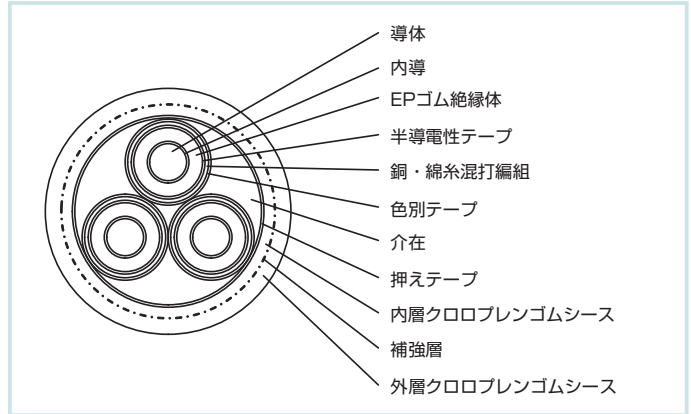 導体
内導
EPゴム絶縁体
半導電性テープ
銅・綿糸混打編組
色別テープ
介在
押えテープ
内層クロロプレンゴムシース
補強層
外層クロロプレンゴムシース